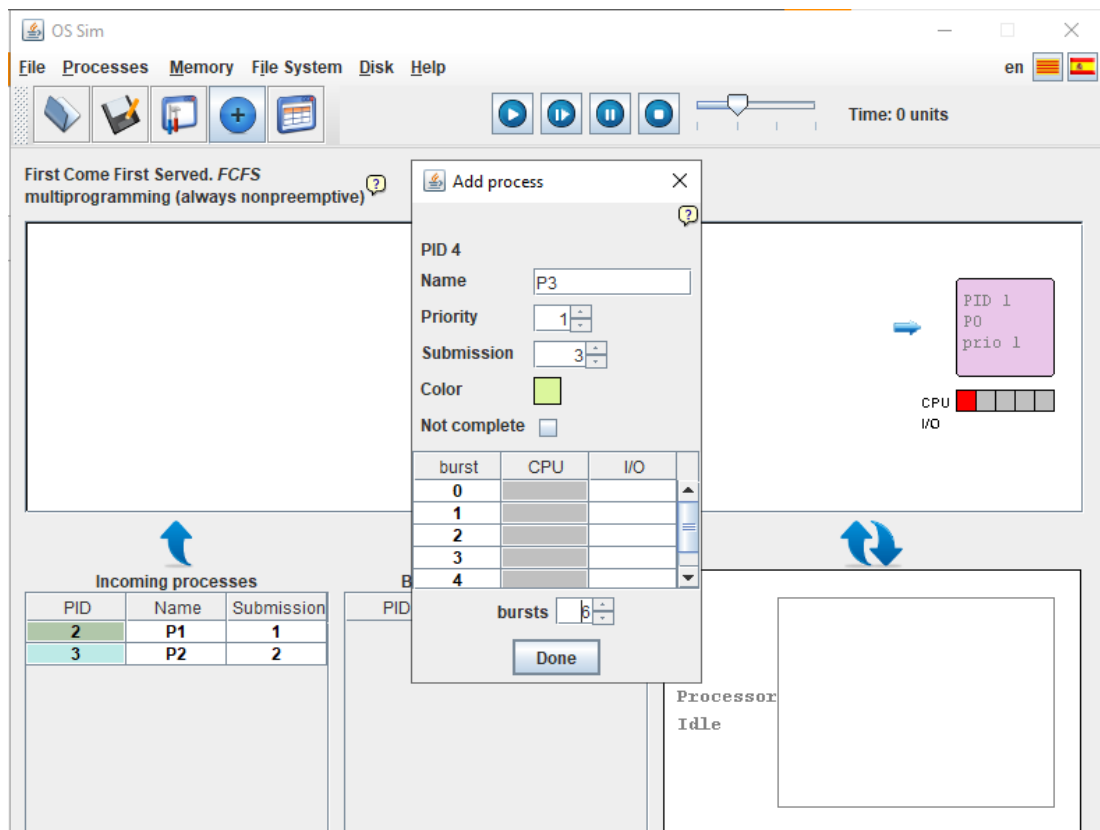 OS Sim
File Processes Memory File System Disk Help en
Time: 0 units
First Come First Served. FCFS
multiprogramming (always nonpreemptive)
Add process
PID 4
Name P3
Priority 1
Submission 3
Color
Not complete
burst CPU I/O
0
1
2
3
4
bursts 6
Done
PID 1
PO
prio 1
CPU
I/O
Incoming processes
PID Name Submission
2 P1 1
3 P2 2
B
PID
Processor
Idle